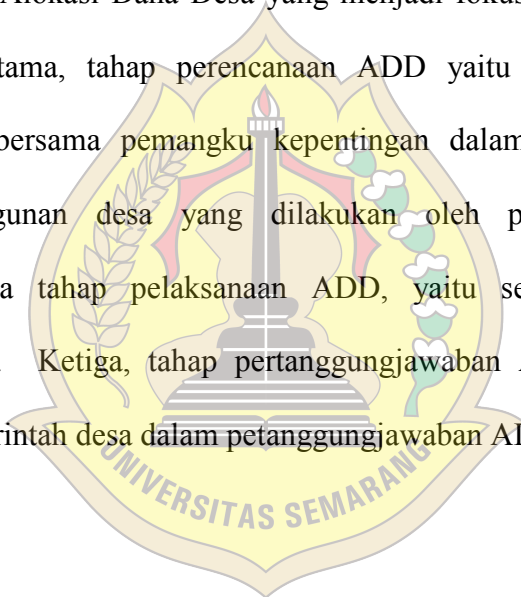 Alokasi Dana Desa yang menjadi fokus
tama, tahap perencanaan ADD yaitu
bersama pemangku kepentingan dalam
gunan desa yang dilakukan oleh p
a tahap pelaksanaan ADD, yaitu se
Ketiga, tahap pertanggungjawaban
rintah desa dalam petanggungjawaban AD
UNIVERSITAS SEMARANG